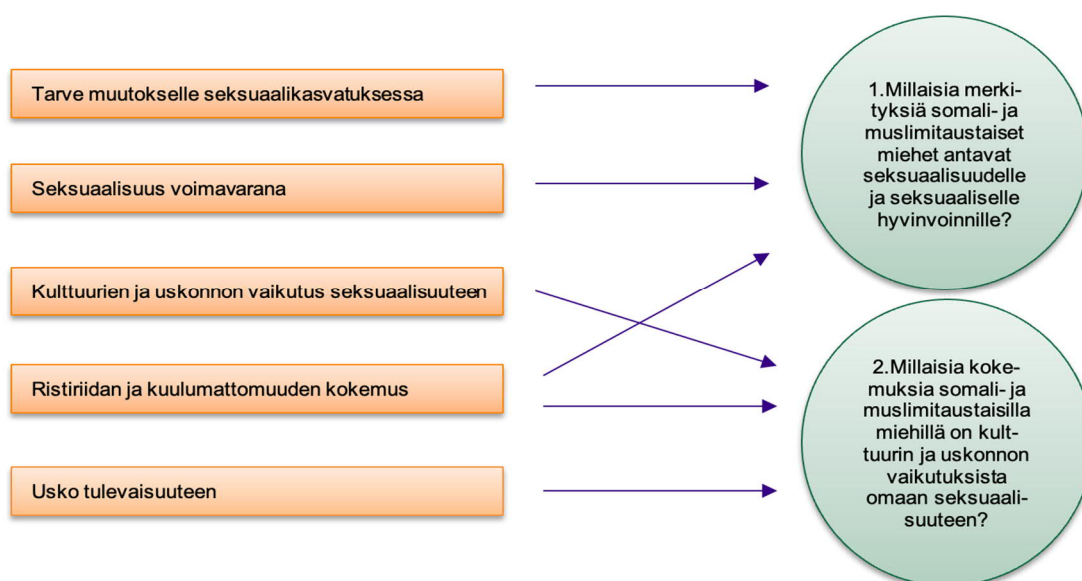 Tarve muutokselle seksuaalikasvatuksessa
Seksuaalisuus voimavarana
Kulttuurien ja uskonnon vaikutus seksuaalisuuteen
Ristiriidan ja kuulumattomuuden kokemus
Usko tulevaisuuteen
1.Millaisia merki-
tyksiä somali- ja
muslimitaustaiset
miehet antavat
seksuaalisuudelle
ja seksuaaliselle
hyvinvoinnille?
2.Millaisia koke-
muksia somali- ja
muslimitaustaisilla
miehillä on kult-
tuurin ja uskonnon
vaikutuksista
omaan seksuaali-
suuteen?